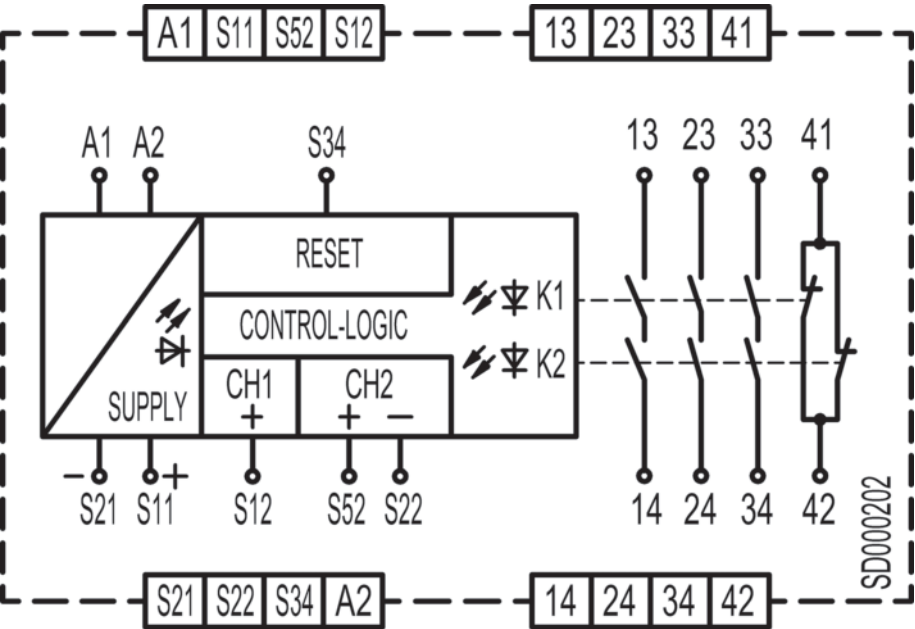 A1 S11 S52 S12 13 23 33 41
A1 A2 S34 13 23 33 41
RESET
K1
CONTROL-LOGIC
K2
CH1 CH2
SUPPLY + + −
− + 
S21 S11 S12 S52 S22 14 24 34 42
SD000202
S21 S22 S34 A2 14 24 34 42